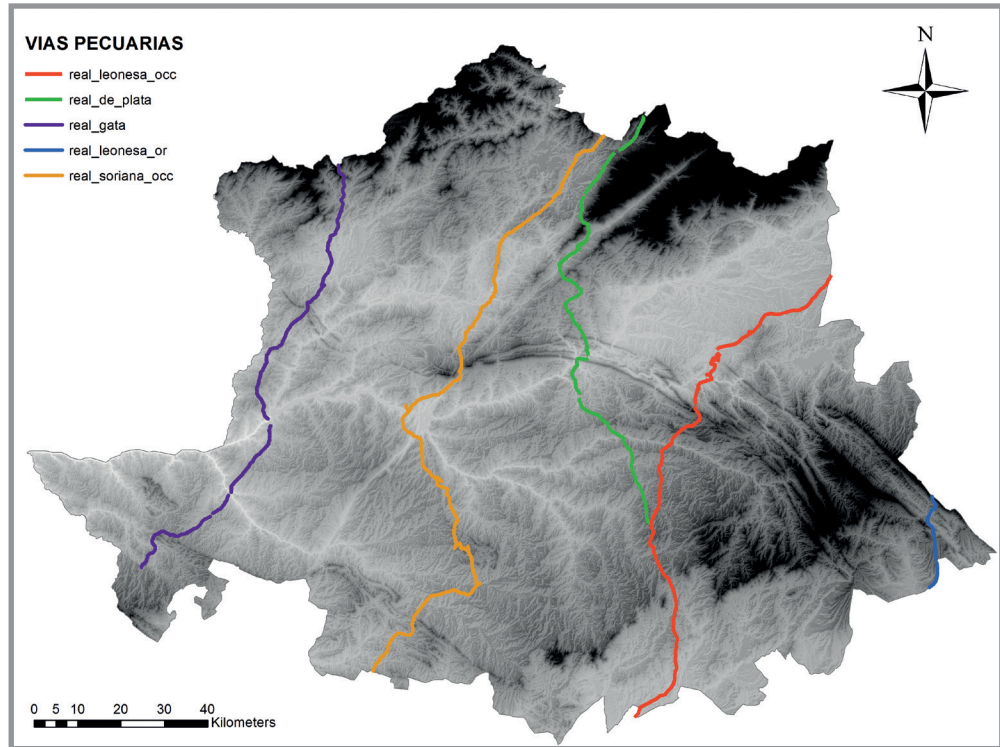 VIAS PECUARIAS
real_leonesa_occ
real_de_plata
real_gata
real_leonesa_or
real_soriana_occ
N
0 5 10 20 30 40
Kilometers